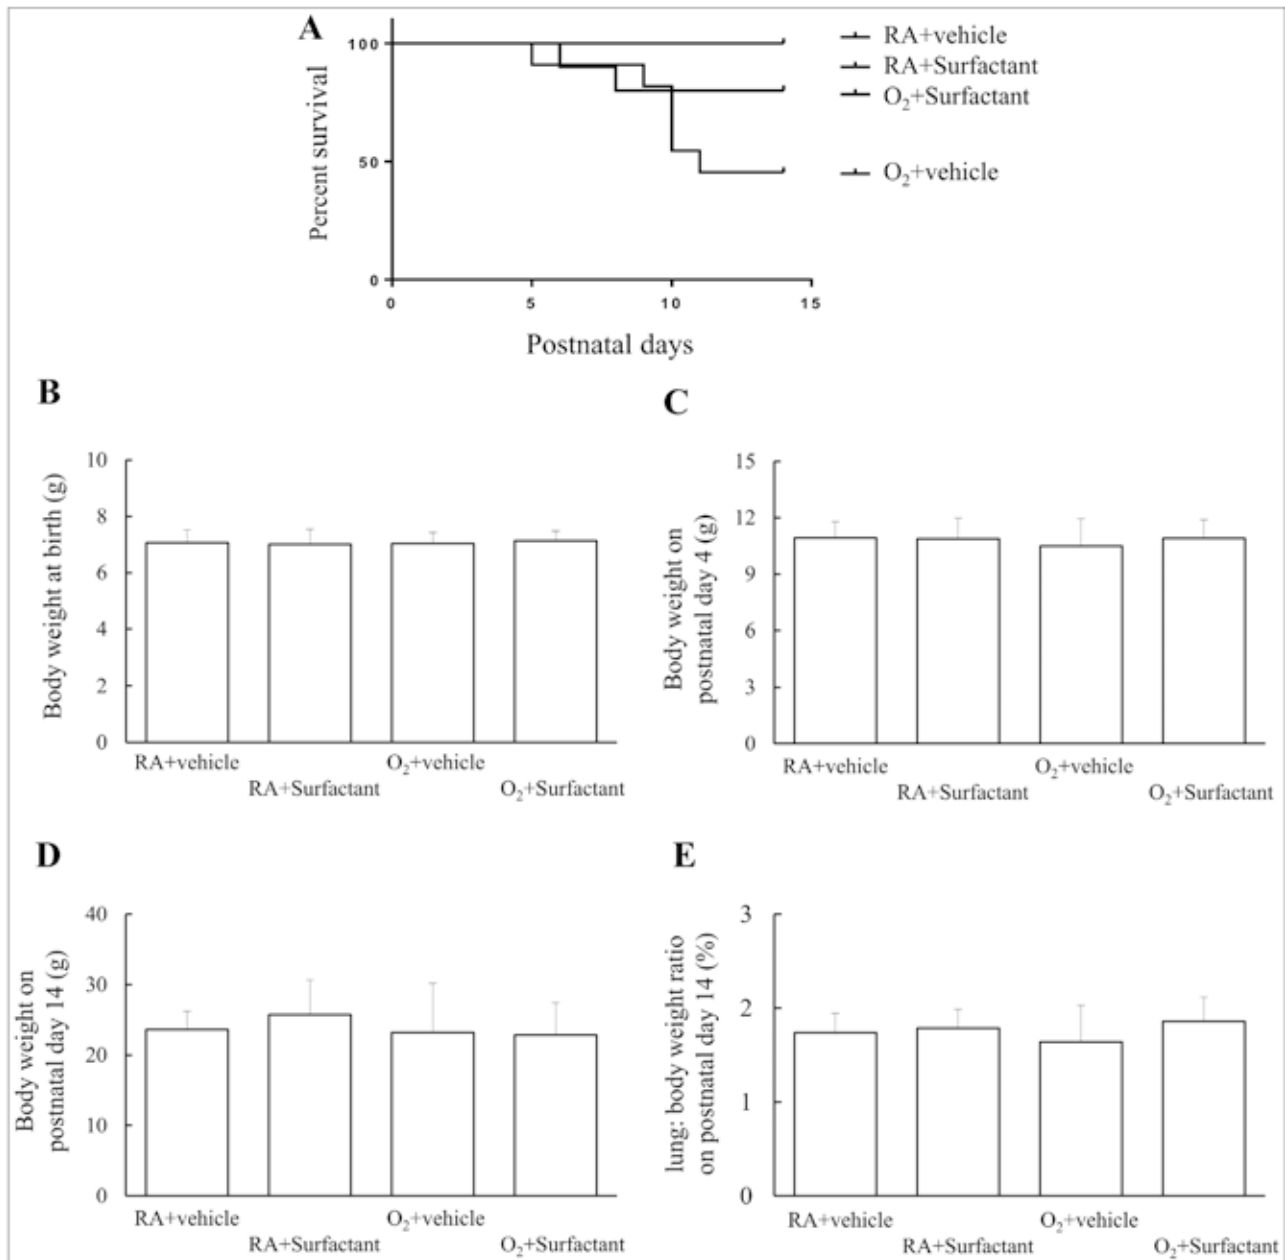 A
Percent survival
100
50
0
0
5
10
15
Postnatal days
RA+vehicle
RA+Surfactant
O₂+Surfactant
O₂+vehicle
B
Body weight at birth (g)
10
8
6
4
2
0
RA+vehicle
RA+Surfactant
O₂+vehicle
O₂+Surfactant
C
Body weight on
postnatal day 4 (g)
15
12
9
6
3
0
RA+vehicle
RA+Surfactant
O₂+vehicle
O₂+Surfactant
D
Body weight on
postnatal day 14 (g)
40
30
20
10
0
RA+vehicle
RA+Surfactant
O₂+vehicle
O₂+Surfactant
E
lung: body weight ratio
on postnatal day 14 (%)
3
2
1
0
RA+vehicle
RA+Surfactant
O₂+vehicle
O₂+Surfactant